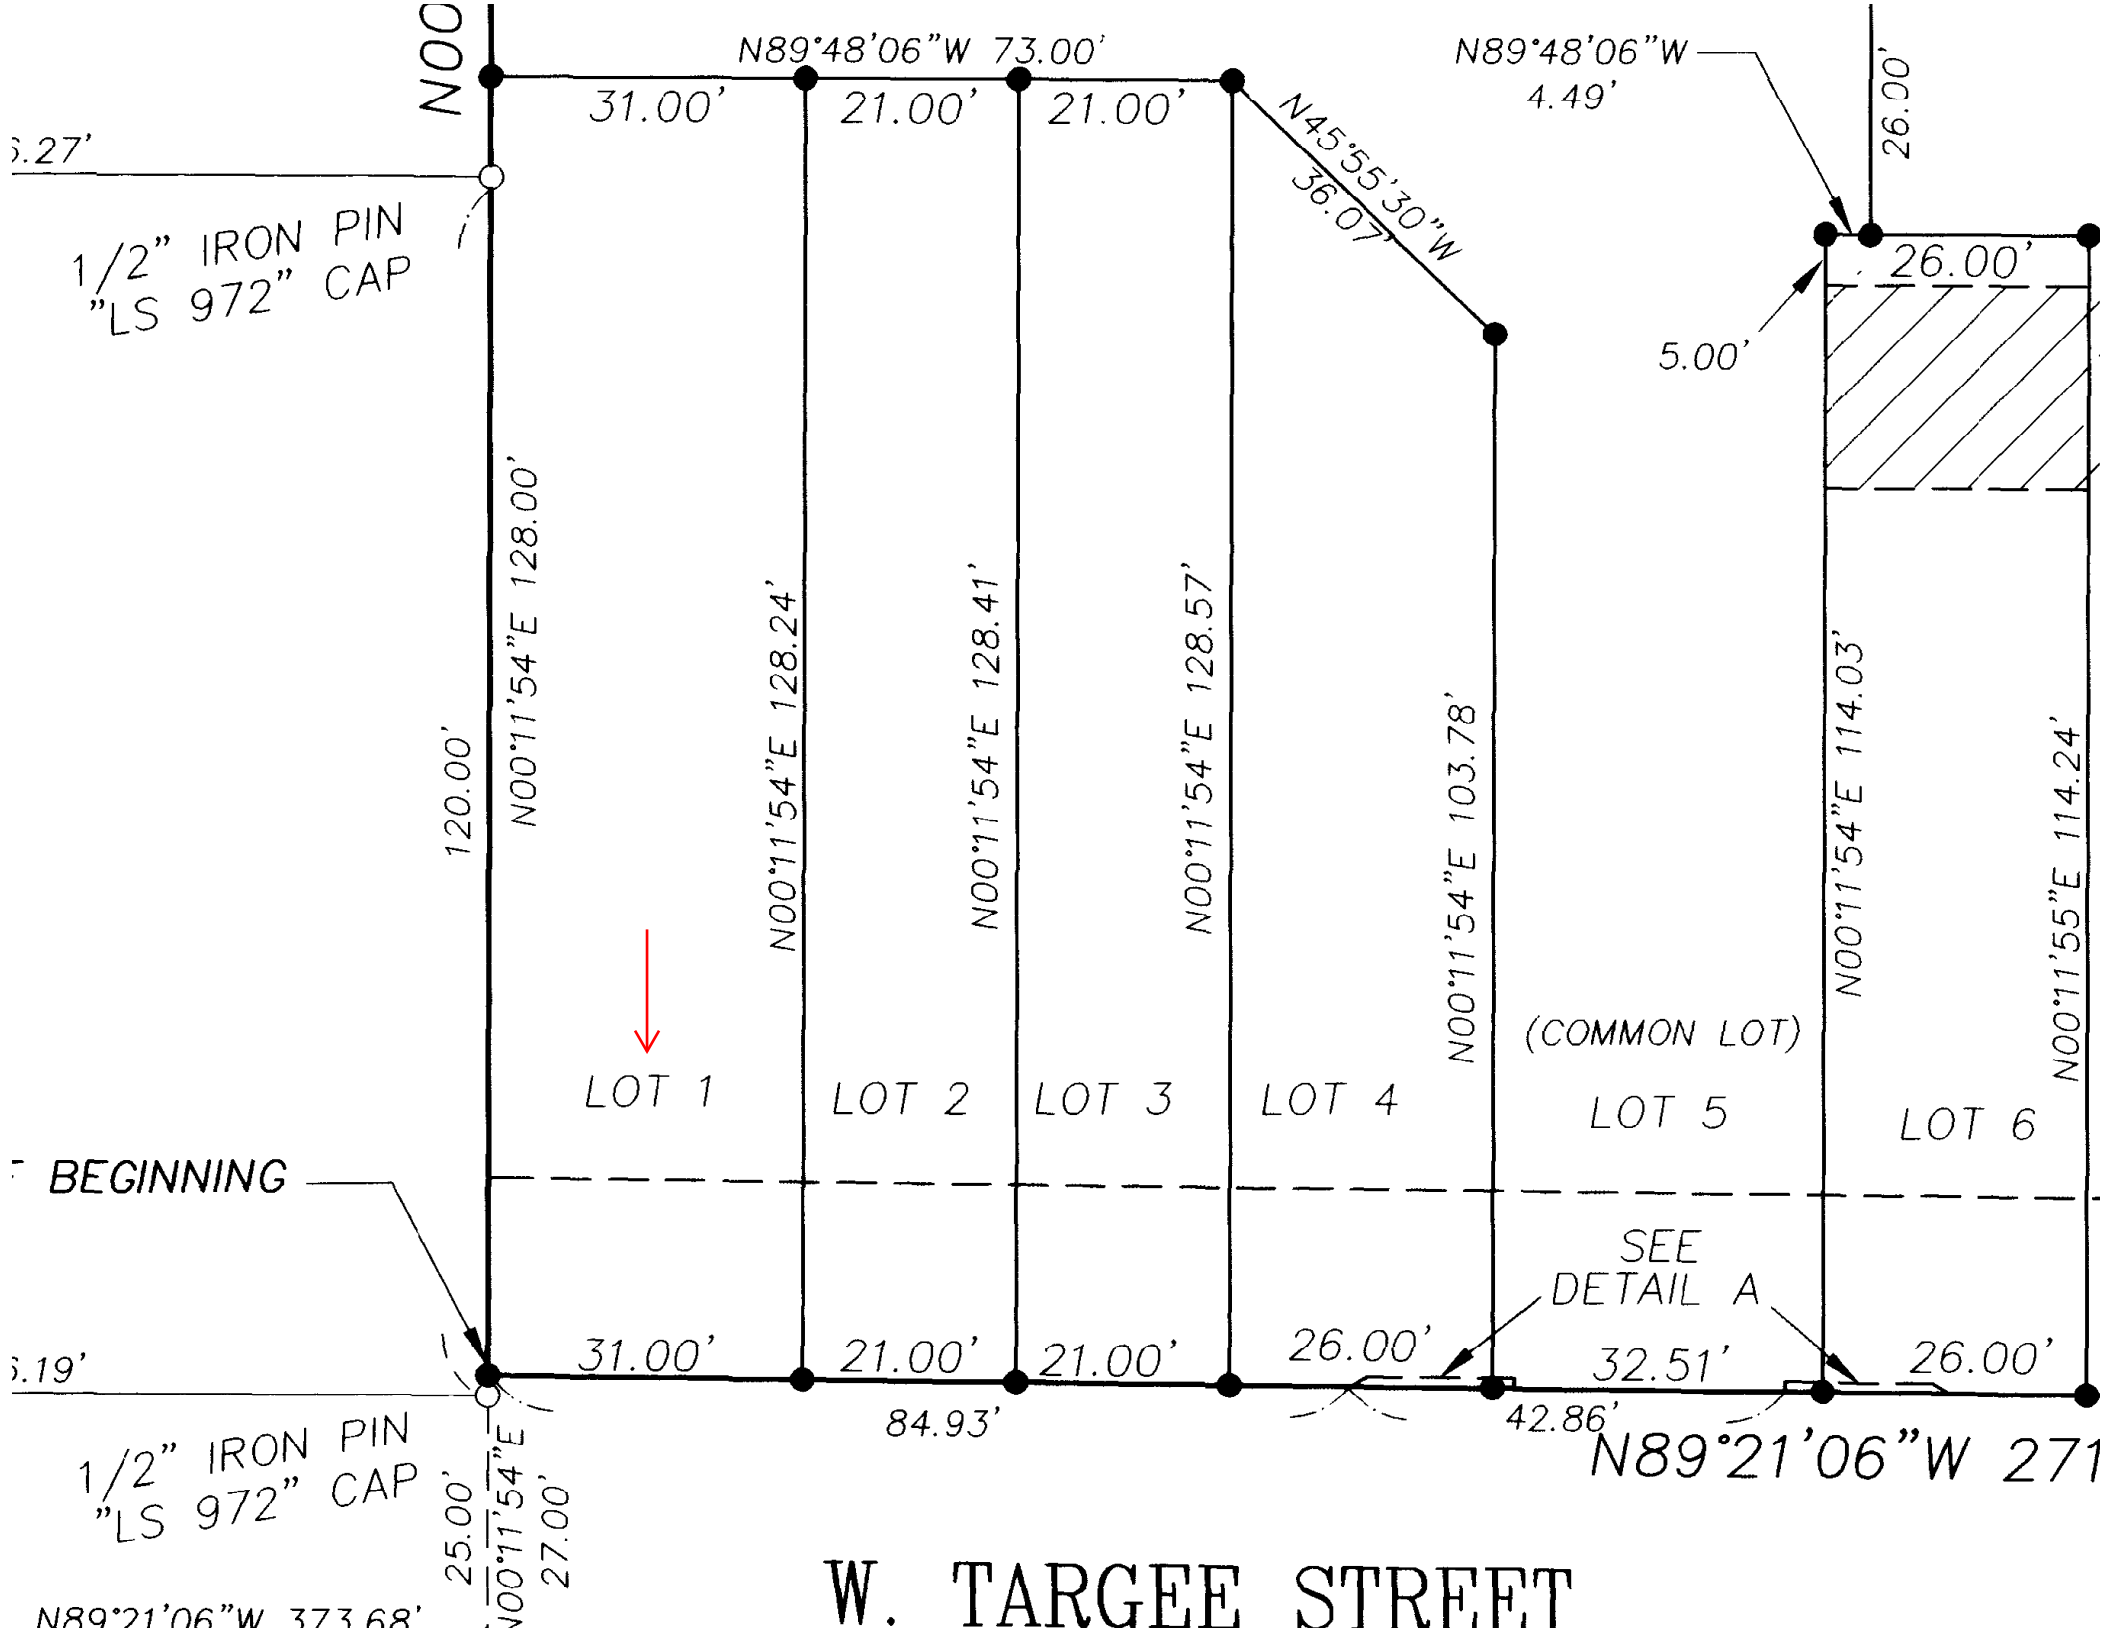 N00
N89°48'06"W 73.00'
31.00'
21.00'
21.00'
N45°55'30"W
36.07'
N89°48'06"W
4.49'
26.00'
26.00'
5.00'
6.27'
1/2" IRON PIN
"LS 972" CAP
120.00'
N00°11'54"E 128.00'
N00°11'54"E 128.24'
N00°11'54"E 128.41'
N00°11'54"E 128.57'
N00°11'54"E 103.78'
N00°11'54"E 114.03'
N00°11'55"E 114.24'
LOT 1
LOT 2
LOT 3
LOT 4
(COMMON LOT)
LOT 5
LOT 6
BEGINNING
SEE
DETAIL A
31.00'
21.00'
21.00'
26.00'
32.51'
26.00'
6.19'
84.93'
42.86'
N89°21'06"W 271
1/2" IRON PIN
"LS 972" CAP
25.00'
N00°11'54"E
27.00'
N89°21'06"W 373.68'
W. TARGEE STREET